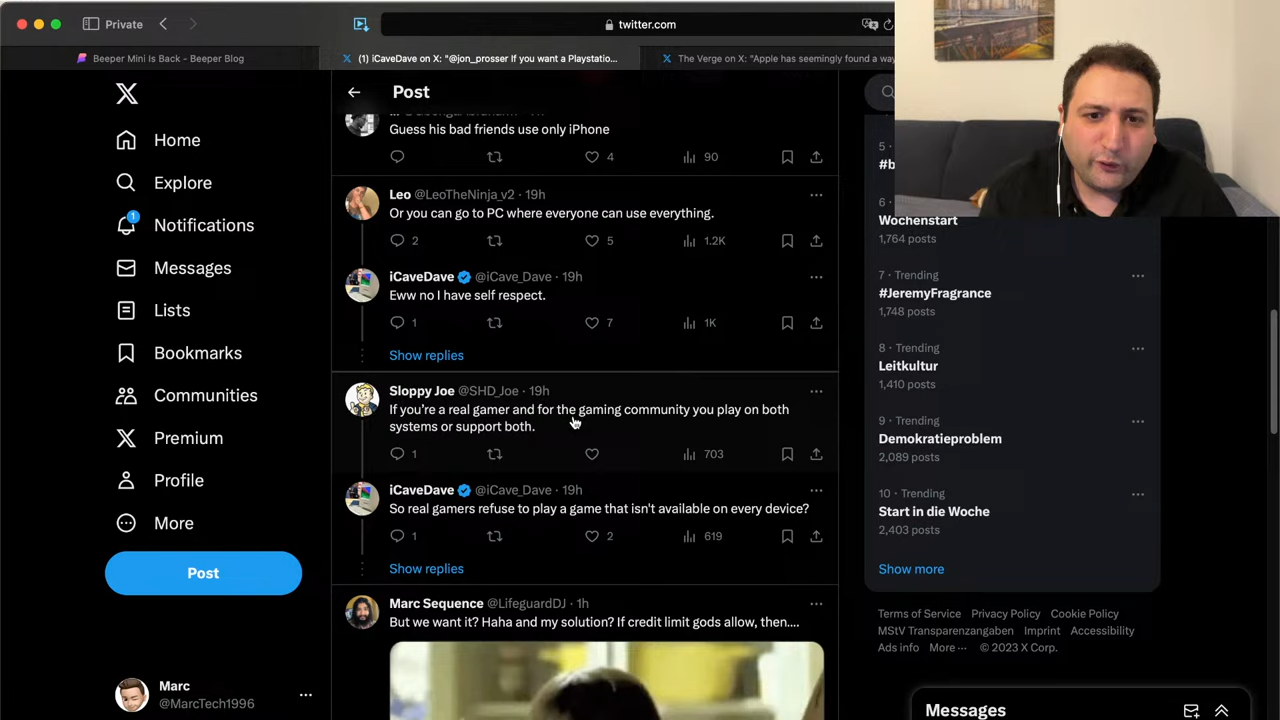 Private
twitter.com
Beeper Mini Is Back - Beeper Blog
(1) iCaveDave on X: "@jon_prosser If you want a Playstatio...
The Verge on X: "Apple has seemingly found a way
Home
Explore
1
Notifications
Messages
Lists
Bookmarks
Communities
Premium
Profile
More
Post
Marc
@MarcTech1996
Post
Guess his bad friends use only iPhone
4
90
Leo @LeoTheNinja_v2 · 19h
Or you can go to PC where everyone can use everything.
2
5
1.2K
iCaveDave @iCave_Dave · 19h
Eww no I have self respect.
1
7
1K
Show replies
Sloppy Joe @SHD_Joe · 19h
If you're a real gamer and for the gaming community you play on both
systems or support both.
1
703
iCaveDave @iCave_Dave · 19h
So real gamers refuse to play a game that isn't available on every device?
1
2
619
Show replies
Marc Sequence @LifeguardDJ · 1h
But we want it? Haha and my solution? If credit limit gods allow, then....
5 ·
#b
6 ·
Wochenstart
1,764 posts
7 · Trending
#JeremyFragrance
1,748 posts
8 · Trending
Leitkultur
1,410 posts
9 · Trending
Demokratieproblem
2,089 posts
10 · Trending
Start in die Woche
2,403 posts
Show more
Terms of Service Privacy Policy Cookie Policy
MStV Transparenzangaben Imprint Accessibility
Ads info More ··· © 2023 X Corp.
Messages